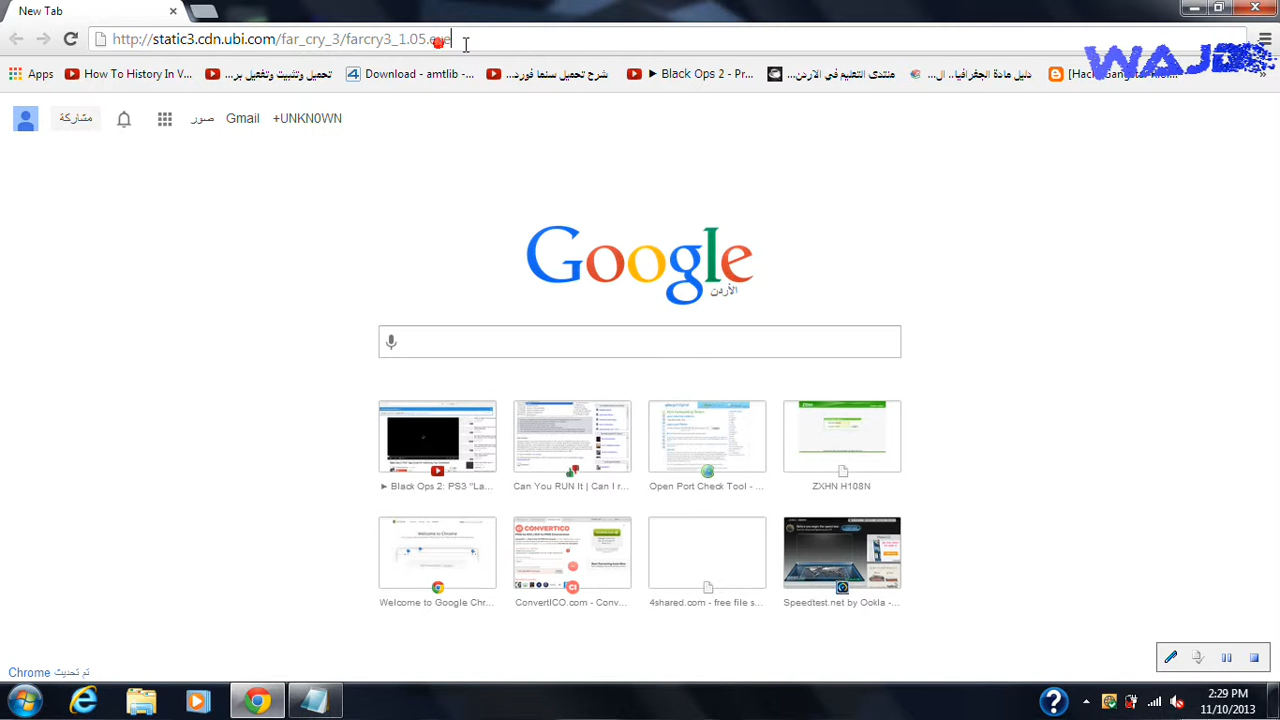 New Tab
http://static3.cdn.ubi.com/far_cry_3/farcry3_1.05.exe
WAJD
Apps
How To History In V...
تحميل وتثبيت وتفعيل بر...
Download - amtlib -...
شرح تحميل سنما فورد...
► Black Ops 2 - Pr...
منتدى التعليم في الاردن...
دليل مادة الجغرافيا.. ال...
مشاركة
صور
Gmail
+UNKN0WN
Google
الأردن
► Black Ops 2: PS3 "La...
Can You RUN It | Can I r...
Open Port Check Tool - ...
ZXHN H108N
Welcome to Google Chr...
ConvertICO.com - Conv...
4shared.com - free file s...
Speedtest.net by Ookla -...
تم تحديث Chrome
2:29 PM
11/10/2013